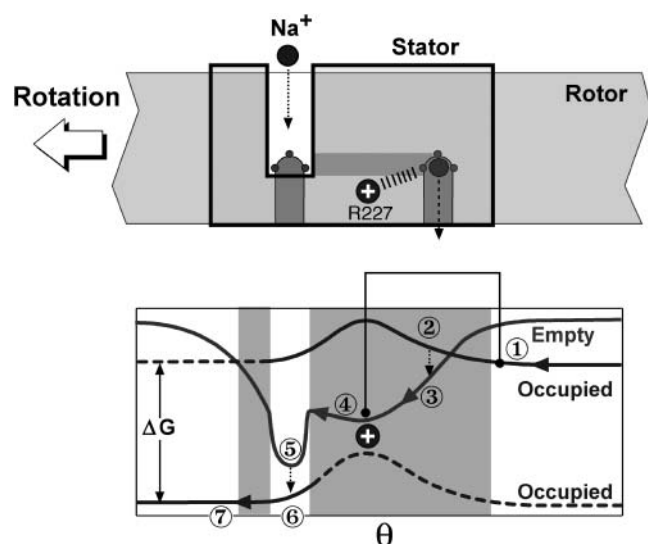 Na+
Stator
Rotation
Rotor
+
R227
② Empty
①
Occupied
③
④
ΔG
+
⑤
Occupied
⑦ ⑥
θ